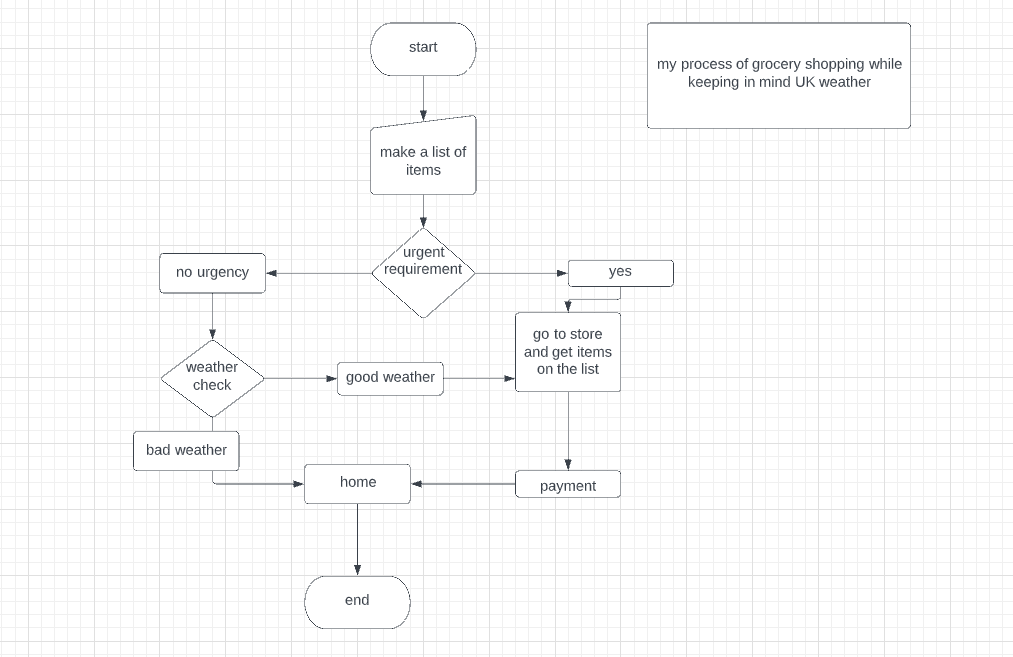 start
my process of grocery shopping while
keeping in mind UK weather
make a list of
items
urgent
requirement
no urgency
yes
go to store
and get items
on the list
weather
check
good weather
bad weather
home
payment
end